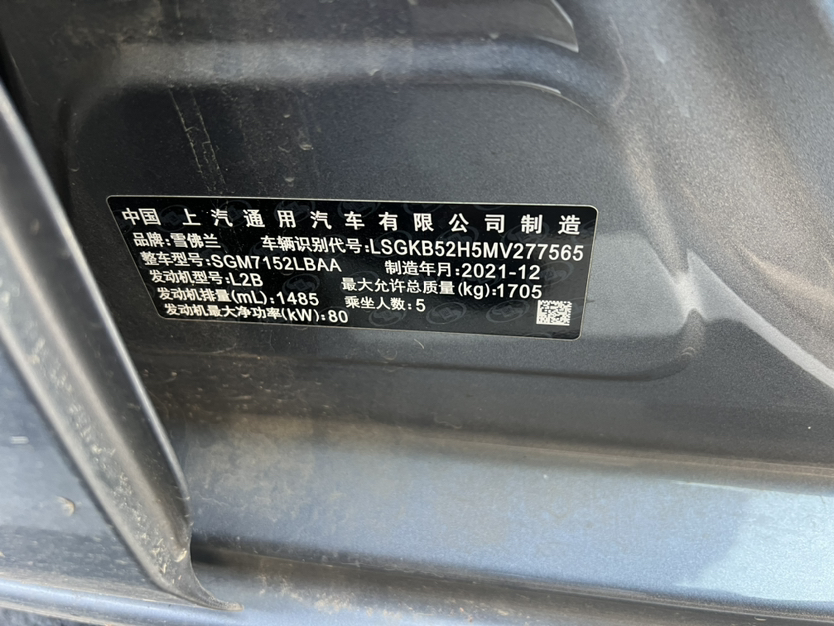 中国 上汽通用汽车有限公司制造
品牌:雪佛兰 车辆识别代号:LSGKB52H5MV277565
整车型号:SGM7152LBAA 制造年月:2021-12
发动机型号:L2B 最大允许总质量(kg):1705
发动机排量(mL):1485 乘坐人数:5
发动机最大净功率(kW):80